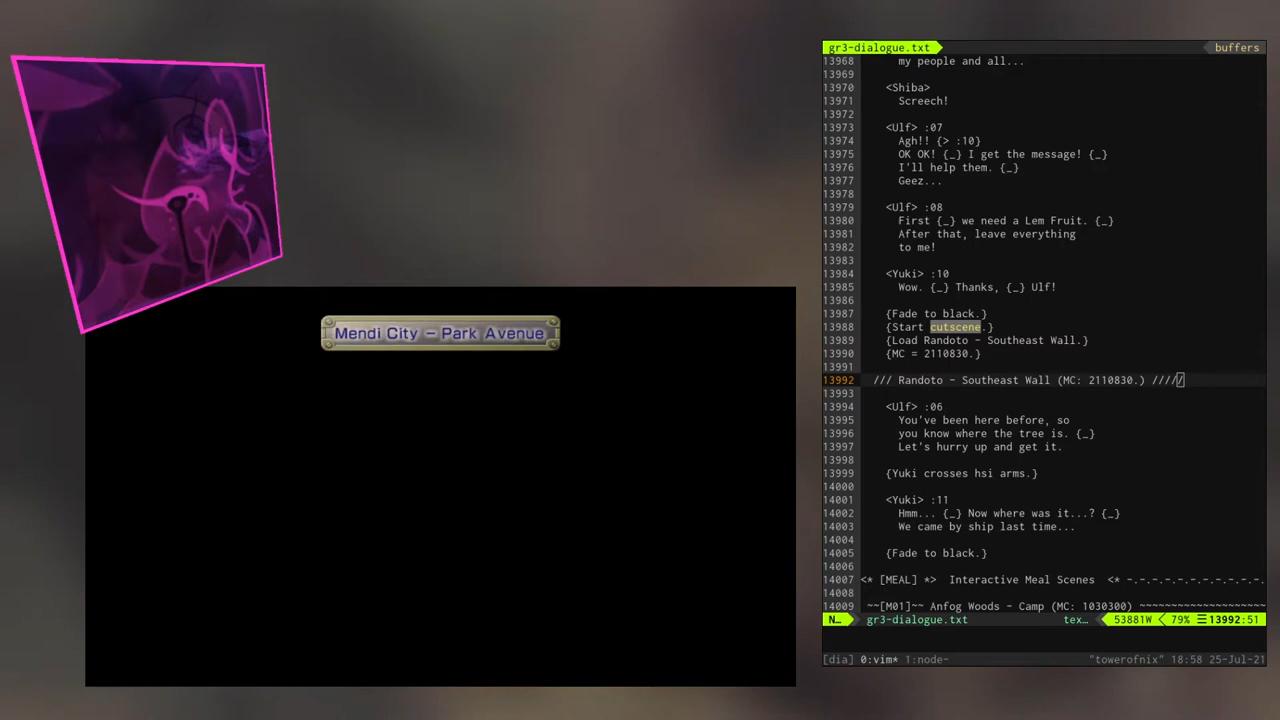 Mendi City – Park Avenue
gr3-dialogue.txt
buffers
13968 my people and all...
13969
13970 <Shiba>
13971 Screech!
13972
13973 <Ulf> :07
13974 Agh!! {> :10}
13975 OK OK! {_} I get the message! {_}
13976 I'll help them. {_}
13977 Geez...
13978
13979 <Ulf> :08
13980 First {_} we need a Lem Fruit. {_}
13981 After that, leave everything
13982 to me!
13983
13984 <Yuki> :10
13985 Wow. {_} Thanks, {_} Ulf!
13986
13987 {Fade to black.}
13988 {Start cutscene.}
13989 {Load Randoto - Southeast Wall.}
13990 {MC = 2110830.}
13991
13992 /// Randoto - Southeast Wall (MC: 2110830.) /////
13993
13994 <Ulf> :06
13995 You've been here before, so
13996 you know where the tree is. {_}
13997 Let's hurry up and get it.
13998
13999 {Yuki crosses hsi arms.}
14000
14001 <Yuki> :11
14002 Hmm... {_} Now where was it...? {_}
14003 We came by ship last time...
14004
14005 {Fade to black.}
14006
14007 <* [MEAL] *> Interactive Meal Scenes <* -.-.-.-.-.-.-.-.-.-.-.
14008
14009 ~~[M01]~~ Anfog Woods - Camp (MC: 1030300) ~~~~~~~~~~~~~~~~~~~
N… gr3-dialogue.txt tex… 53881W 79% ☰13992:51
[dia] 0:vim* 1:node- "towerofnix" 18:58 25-Jul-21